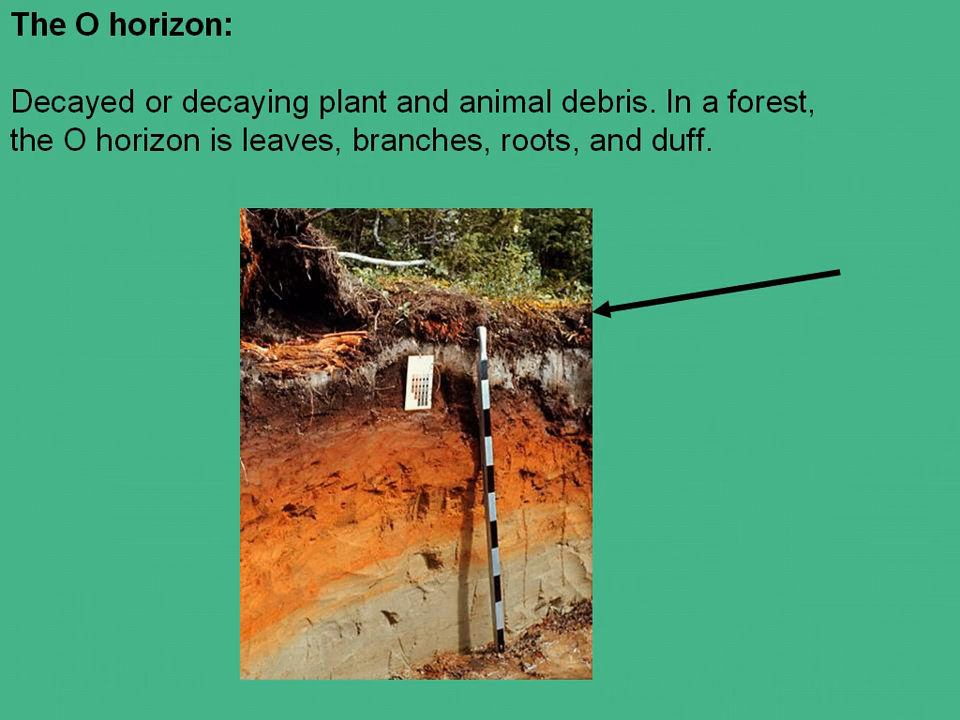 The O horizon:
Decayed or decaying plant and animal debris. In a forest,
the O horizon is leaves, branches, roots, and duff.